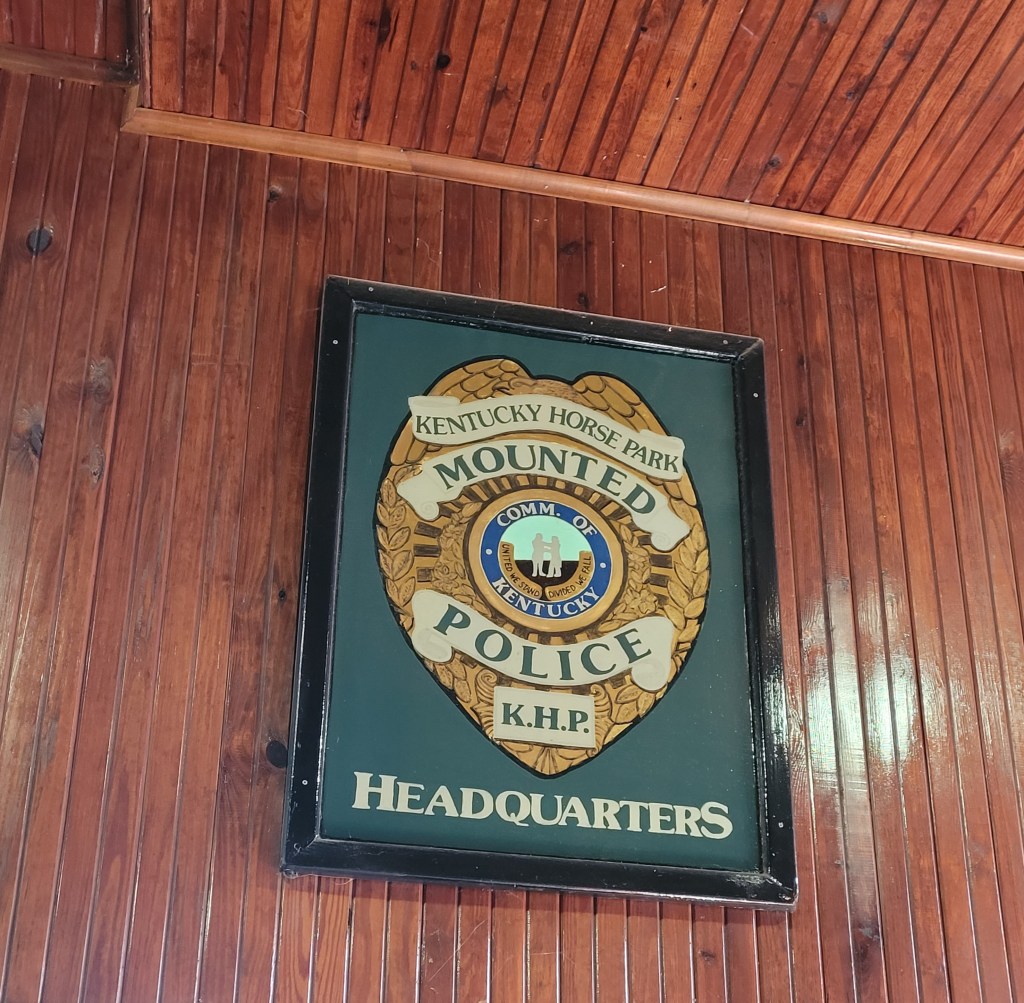 KENTUCKY HORSE PARK
MOUNTED
COMM. OF
UNITED WE STAND DIVIDED WE FALL
KENTUCKY
POLICE
K.H.P.
HEADQUARTERS